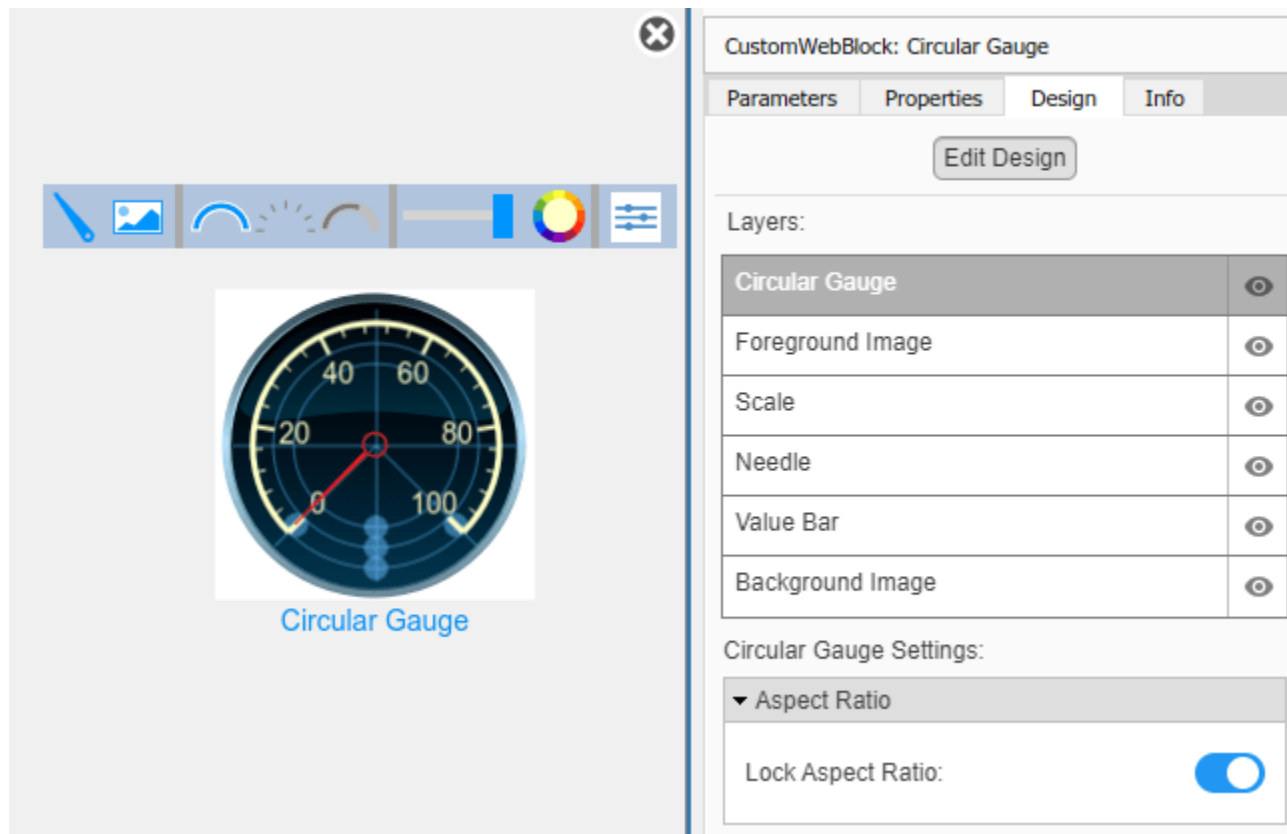 CustomWebBlock: Circular Gauge
Parameters Properties Design Info
Edit Design
Layers:
Circular Gauge
Foreground Image
Scale
Needle
Value Bar
Background Image
Circular Gauge Settings:
Aspect Ratio
Lock Aspect Ratio:
40 60
20 80
0 100
Circular Gauge